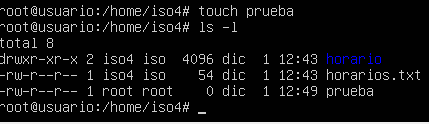 root@usuario:/home/iso4# touch prueba
root@usuario:/home/iso4# ls -l
total 8
drwxr-xr-x 2 iso4 iso  4096 dic  1 12:43 horario
-rw-r--r-- 1 iso4 iso    54 dic  1 12:43 horarios.txt
-rw-r--r-- 1 root root    0 dic  1 12:49 prueba
root@usuario:/home/iso4# _